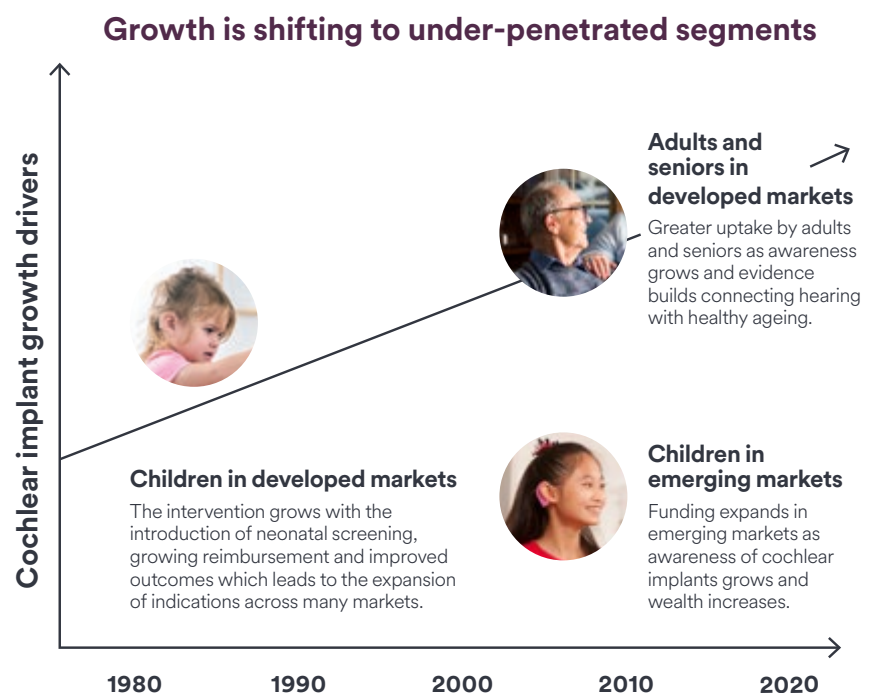 Growth is shifting to under-penetrated segments
Cochlear implant growth drivers
Adults and
seniors in
developed markets
Greater uptake by adults
and seniors as awareness
grows and evidence
builds connecting hearing
with healthy ageing.
Children in developed markets
The intervention grows with the
introduction of neonatal screening,
growing reimbursement and improved
outcomes which leads to the expansion
of indications across many markets.
Children in
emerging markets
Funding expands in
emerging markets as
awareness of cochlear
implants grows and
wealth increases.
1980 1990 2000 2010 2020